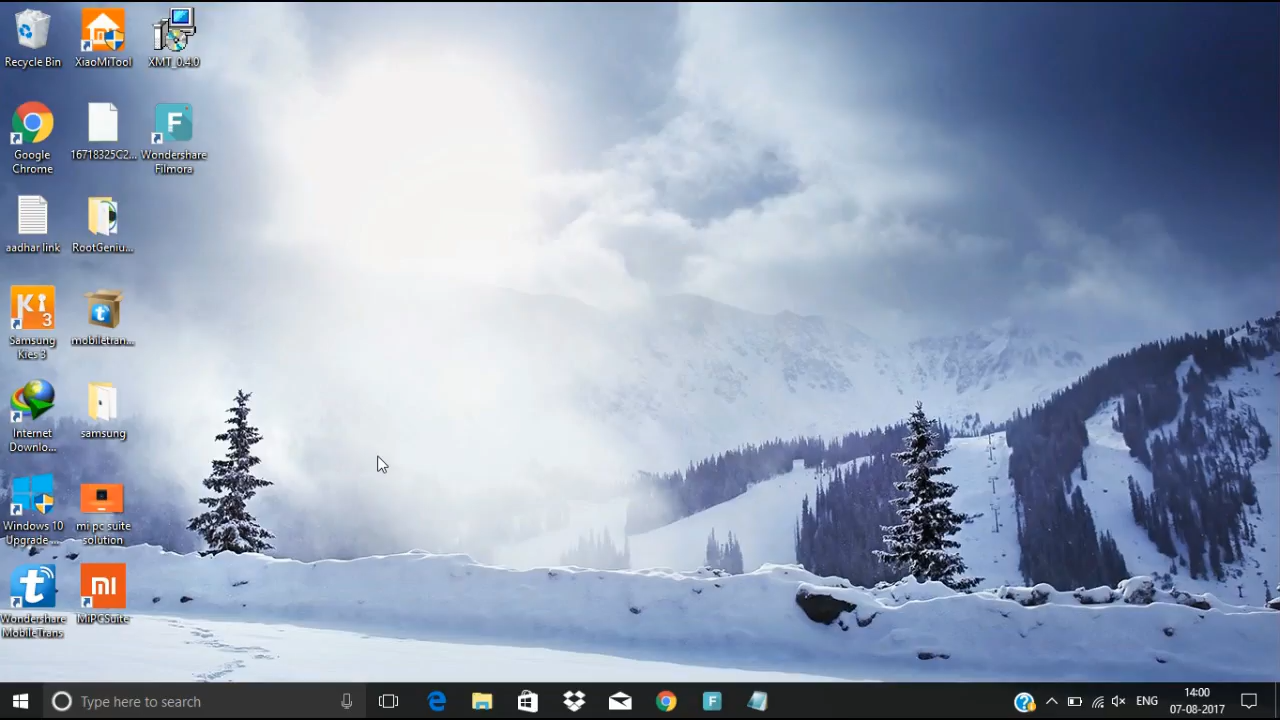 Recycle Bin
XiaoMiTool
XMT_0.4.0
Google
Chrome
16718325C2...
Wondershare
Filmora
aadhar link
RootGeniu...
Samsung
Kies 3
mobiletran...
Internet
Downlo...
samsung
Windows 10
Upgrade ...
mi pc suite
solution
Wondershare
MobileTrans
MiPCSuite
Type here to search
ENG
14:00
07-08-2017